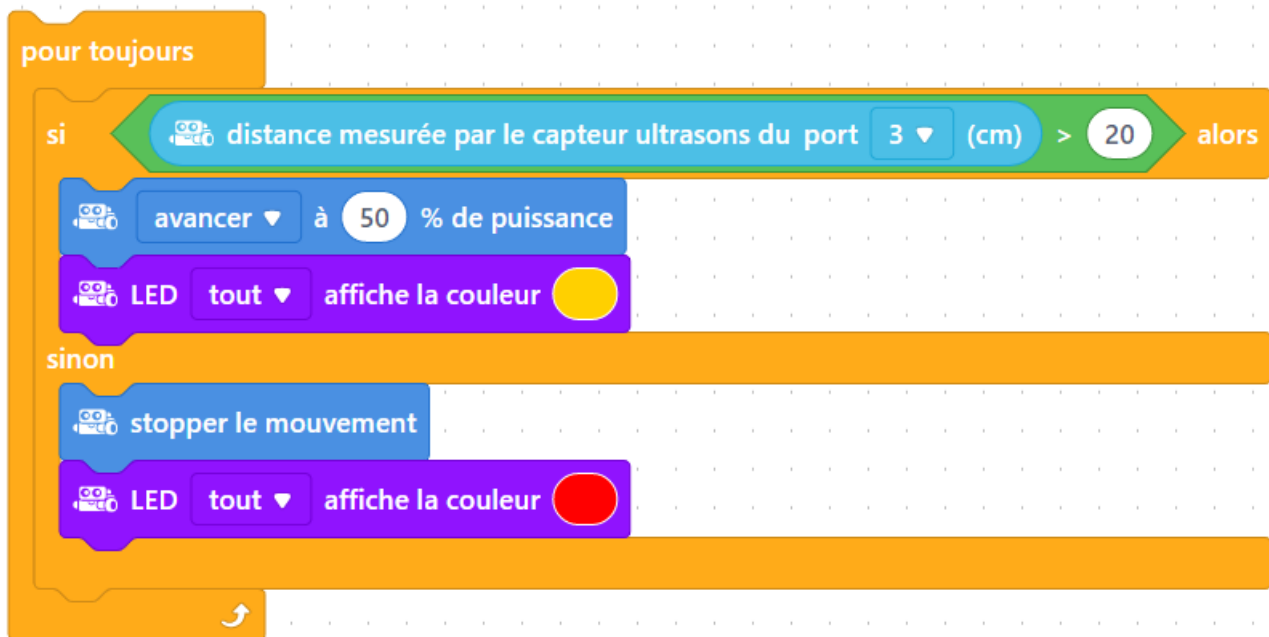 pour toujours
si distance mesurée par le capteur ultrasons du port 3 (cm) > 20 alors
avancer à 50 % de puissance
LED tout affiche la couleur
sinon
stopper le mouvement
LED tout affiche la couleur